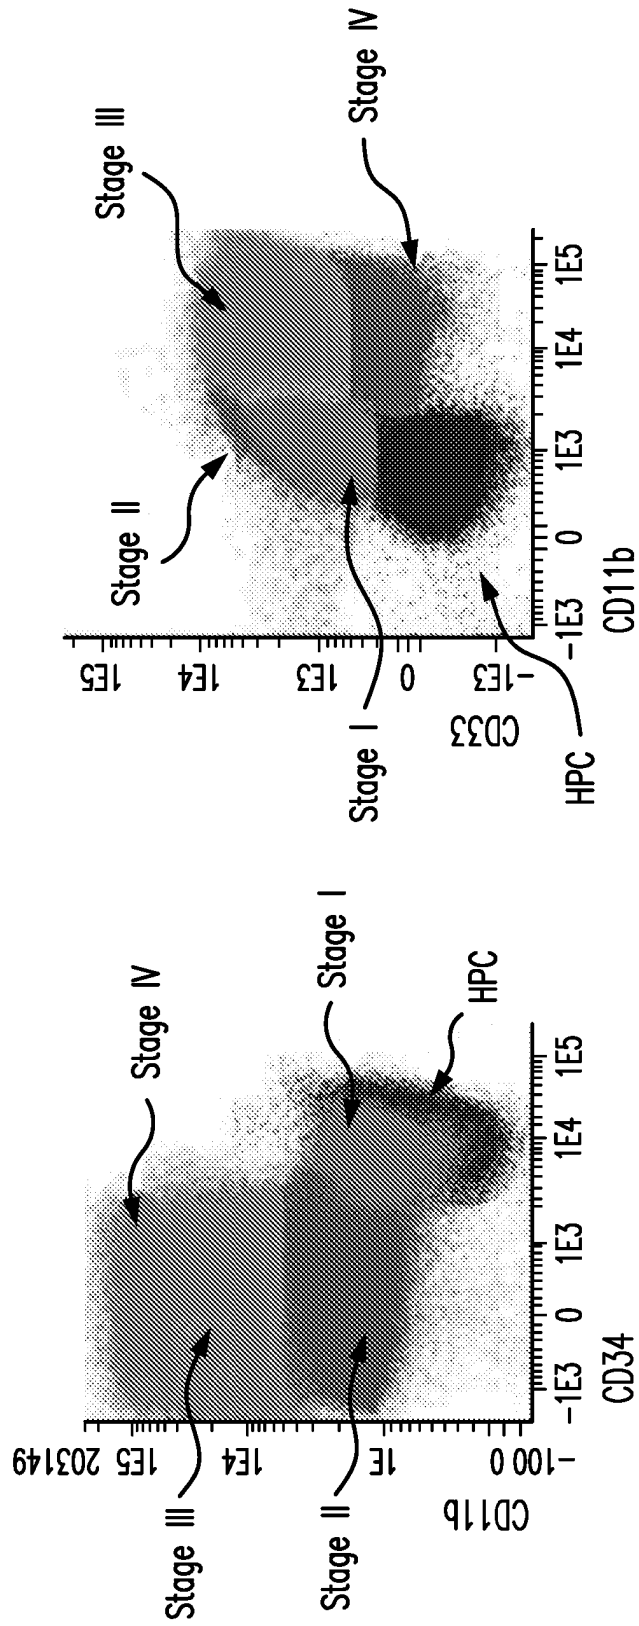 Stage IV
Stage III
Stage I
Stage II
HPC
203149
1E5
1E4
1E
0
-100
CD11b
-1E3 0 1E3 1E4 1E5
CD34
Stage III
Stage II
Stage IV
Stage I
HPC
1E5
1E4
1E3
0
-1E3
CD33
-1E3 0 1E3 1E4 1E5
CD11b